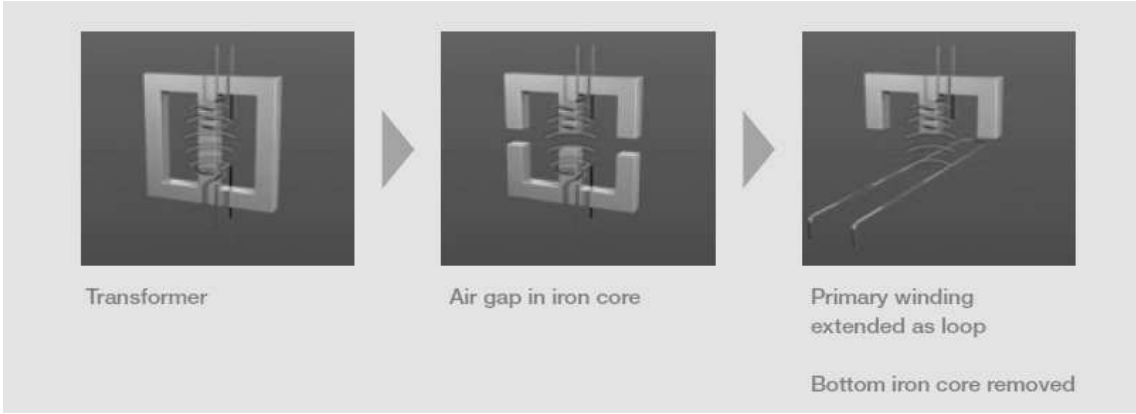 Transformer
Air gap in iron core
Primary winding
extended as loop
Bottom iron core removed